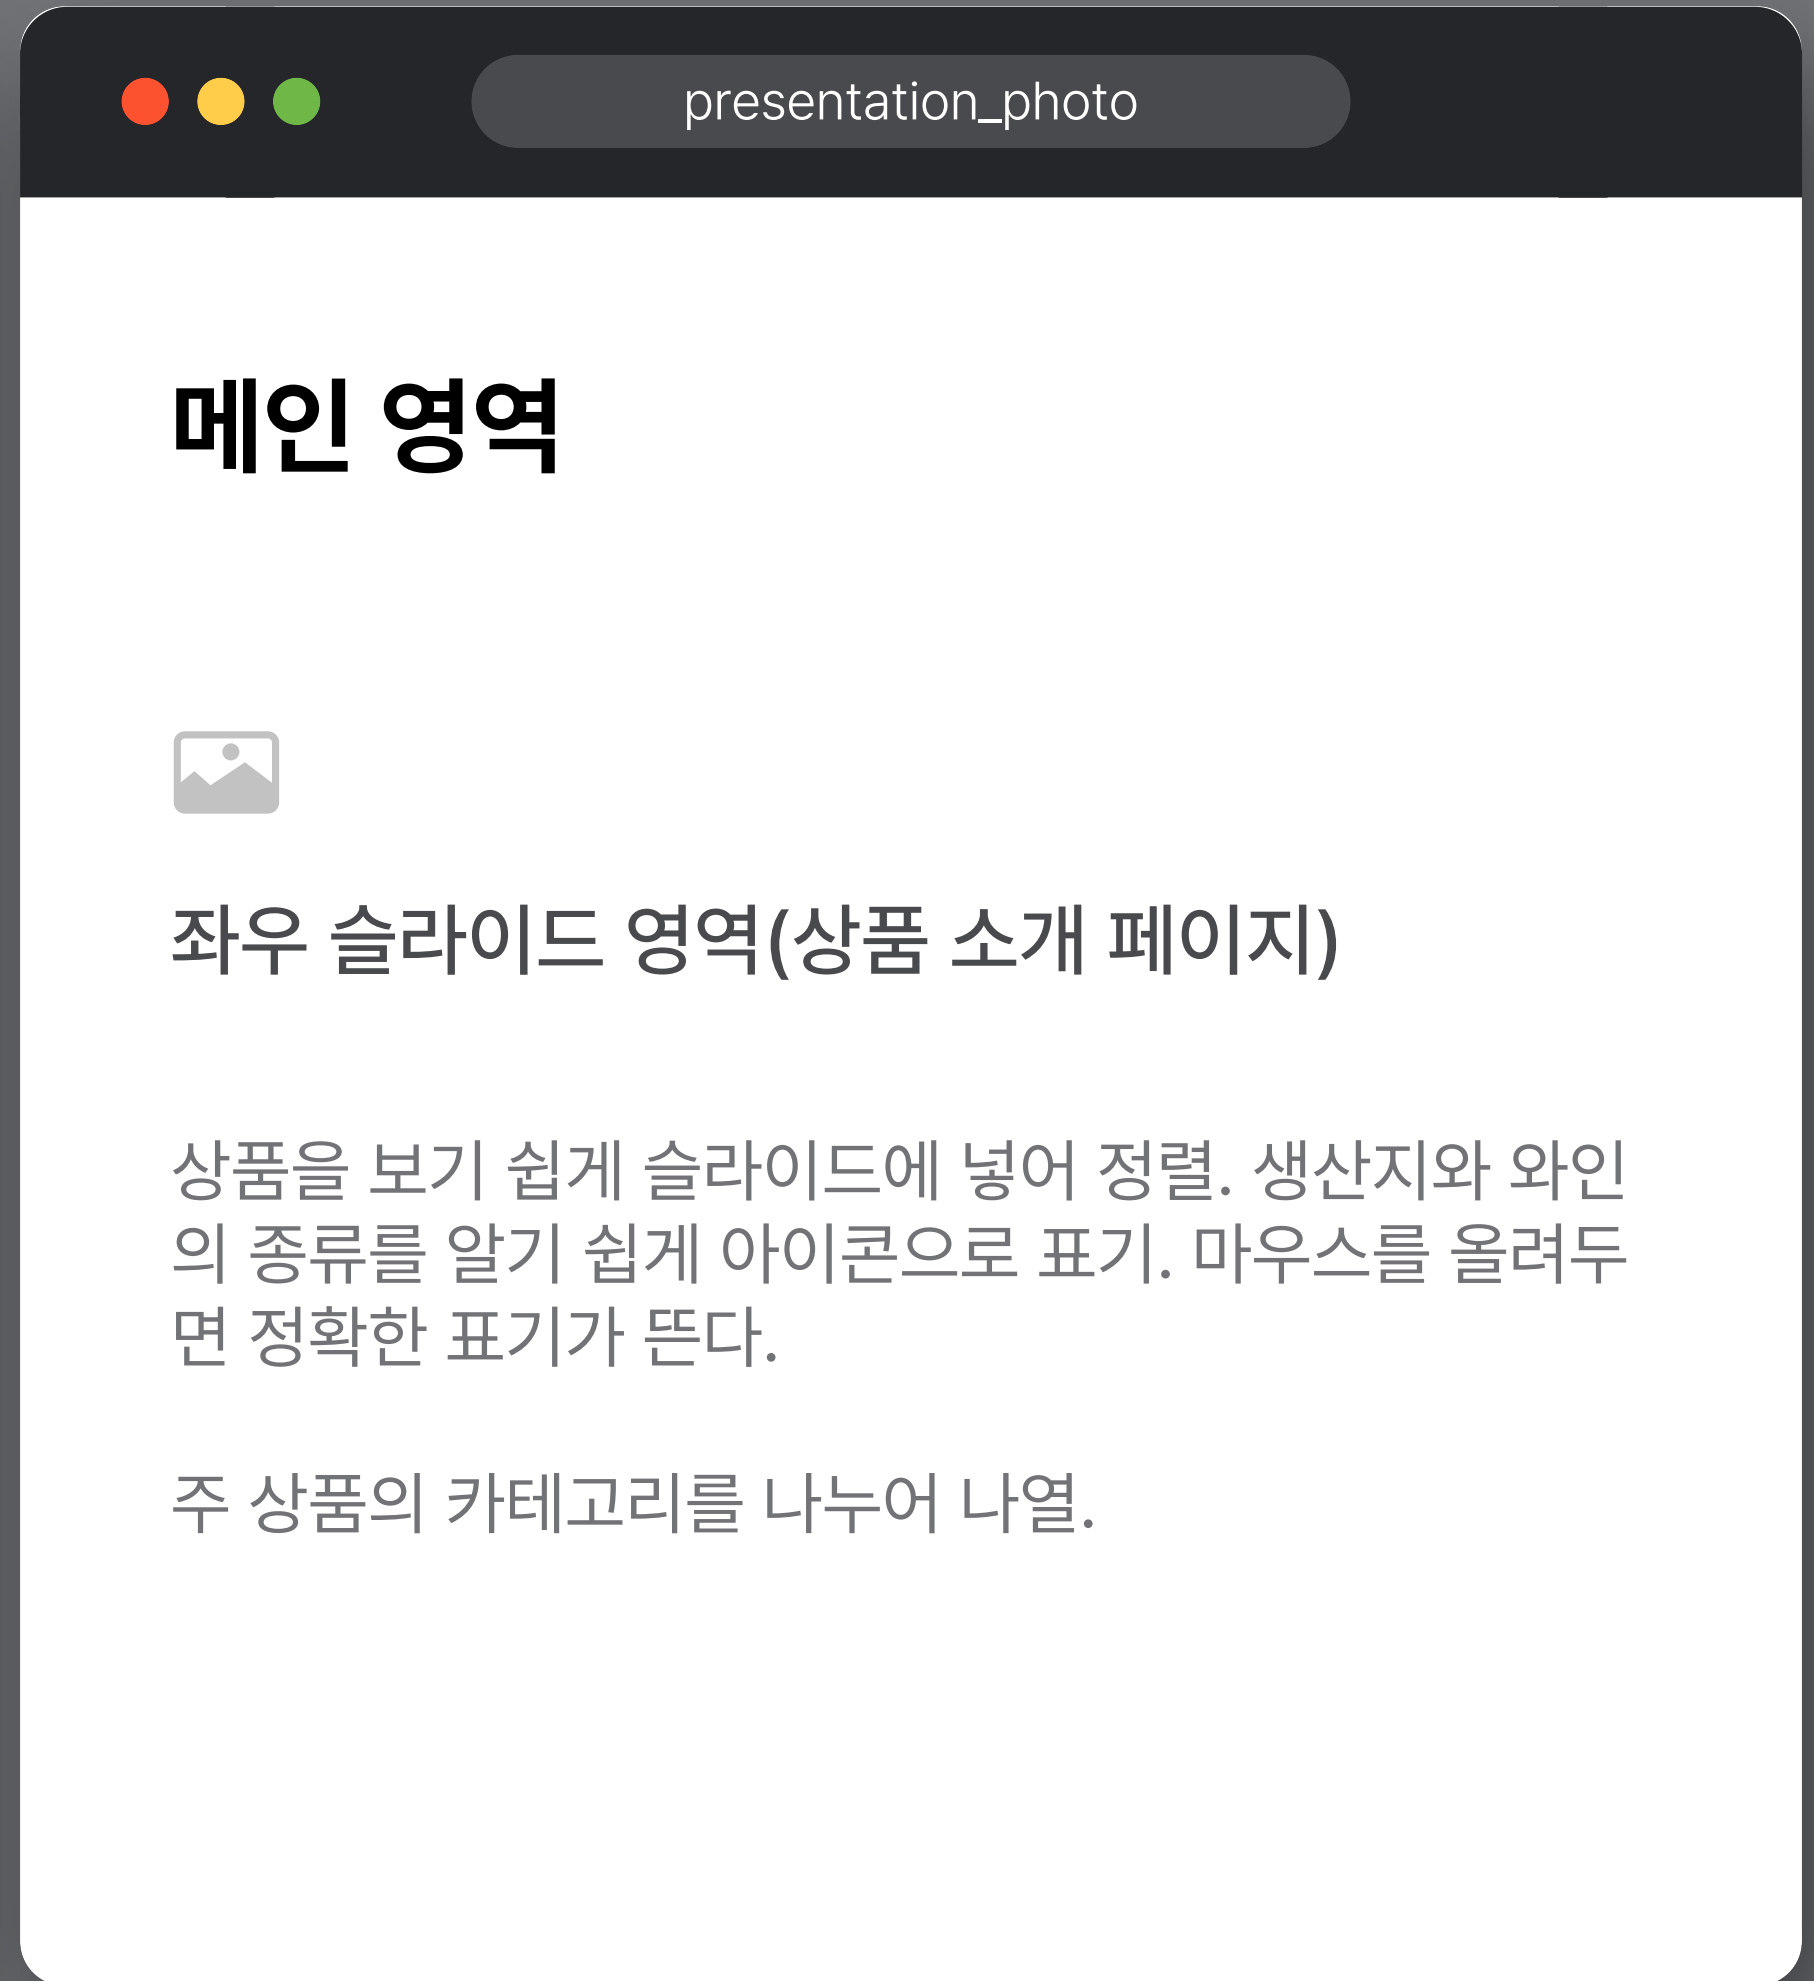 presentation_photo
메인 영역
좌우 슬라이드 영역(상품 소개 페이지)
상품을 보기 쉽게 슬라이드에 넣어 정렬. 생산지와 와인
의 종류를 알기 쉽게 아이콘으로 표기. 마우스를 올려두
면 정확한 표기가 뜬다.
주 상품의 카테고리를 나누어 나열.